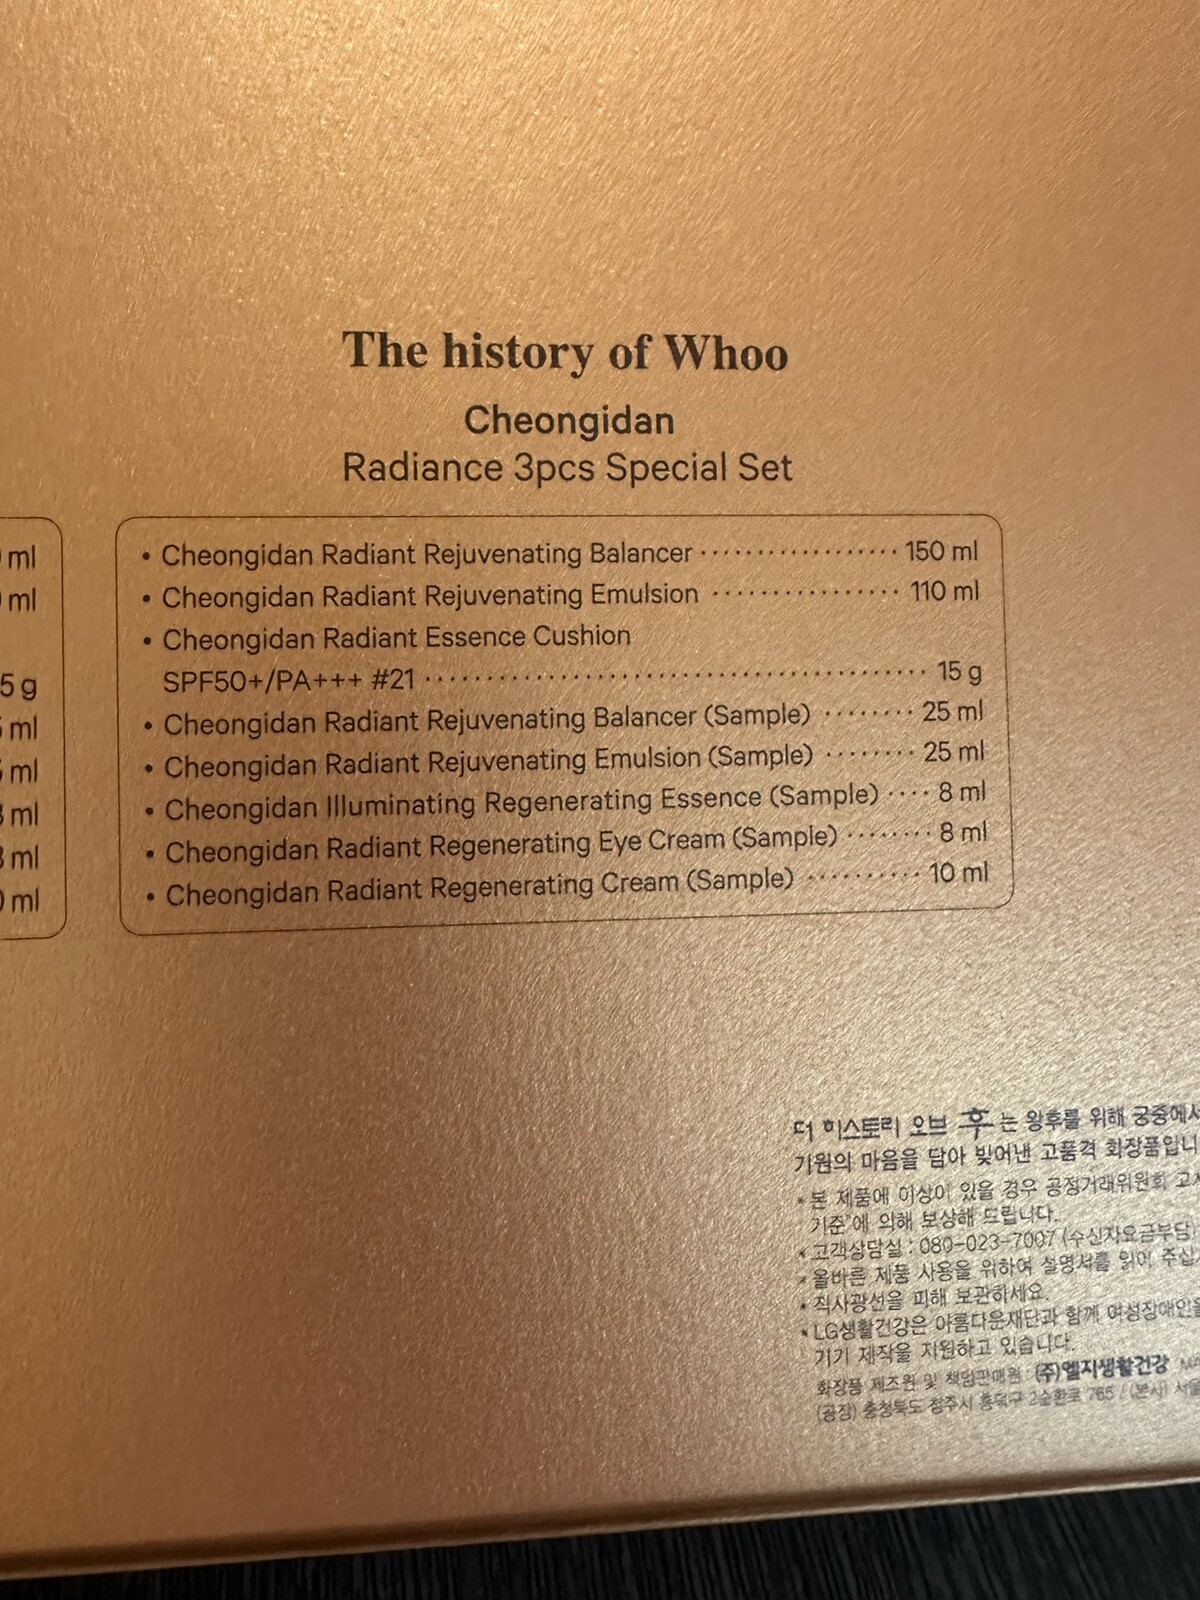 The history of Whoo
Cheongidan
Radiance 3pcs Special Set
ml
ml
5 g
ml
ml
ml
ml
ml
• Cheongidan Radiant Rejuvenating Balancer ·················· 150 ml
• Cheongidan Radiant Rejuvenating Emulsion ················ 110 ml
• Cheongidan Radiant Essence Cushion
SPF50+/PA+++ #21 ·········································· 15 g
• Cheongidan Radiant Rejuvenating Balancer (Sample) ········ 25 ml
• Cheongidan Radiant Rejuvenating Emulsion (Sample) ········ 25 ml
• Cheongidan Illuminating Regenerating Essence (Sample) ···· 8 ml
• Cheongidan Radiant Regenerating Eye Cream (Sample) ········ 8 ml
• Cheongidan Radiant Regenerating Cream (Sample) ·········· 10 ml
더 히스토리 오브 후는 왕후를 위해 궁중에서
기원의 마음을 담아 빚어낸 고품격 화장품입니
• 본 제품에 이상이 있을 경우 공정거래위원회 고시
기준"에 의해 보상해 드립니다.
• 고객상담실 : 080-023-7007 (수신자요금부담)
• 올바른 제품 사용을 위하여 설명서를 읽어 주십
• 직사광선을 피해 보관하세요.
• LG생활건강은 아름다운재단과 함께 여성장애인을
기기 제작을 지원하고 있습니다.
화장품 제조원 및 책임판매원 : (주)엘지생활건강
(공장) 충청북도 청주시 흥덕구 2순환로 765 / (본사) 서울